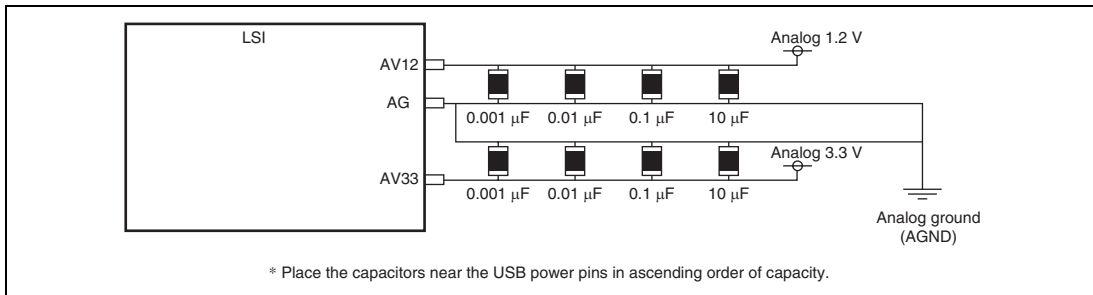 LSI
Analog 1.2 V
AV12
AG
0.001 μF 0.01 μF 0.1 μF 10 μF
Analog 3.3 V
AV33
0.001 μF 0.01 μF 0.1 μF 10 μF
Analog ground
(AGND)
* Place the capacitors near the USB power pins in ascending order of capacity.